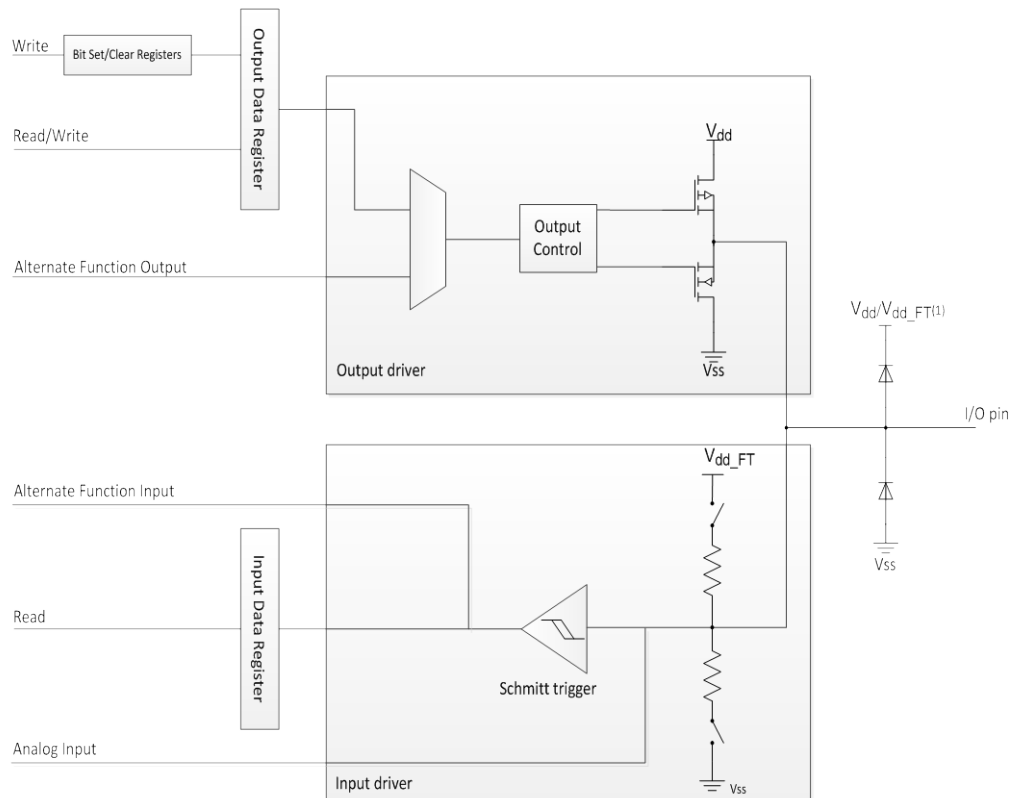 Write
Bit Set/Clear Registers
Output Data Register
Read/Write
Alternate Function Output
Vdd
Output
Control
Vss
Output driver
Vdd/Vdd_FT(1)
I/O pin
Vss
Alternate Function Input
Vdd_FT
Input Data Register
Read
Schmitt trigger
Analog Input
Input driver
Vss